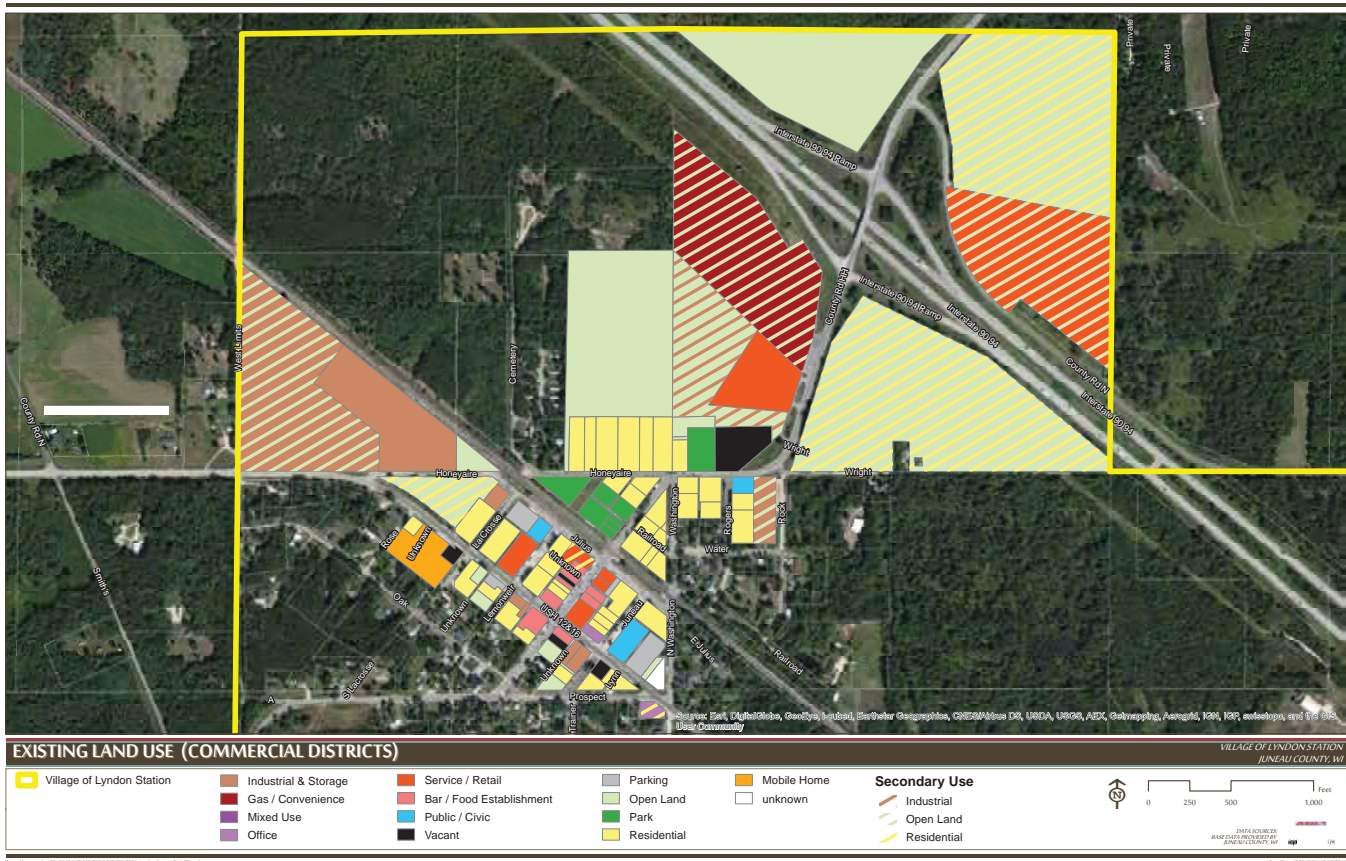 Private
Private
Private
Interstate 90 94 Ramp
County Rd HH
Interstate 90 94 Ramp
Interstate 90 94
West Limits
Cemetery
County Rd N
Interstate 90 94
County Rd N
Wright
Honeyaire
Honeyaire
Wright
La Crosse
Washington
Rogers
Rock
Rose
Unknown
Julius
Railroad
Water
Unknown
Smith's
Oak
Unknown
Lemonweir
USH 12&16
Juneau
N Washington
E Julius
Railroad
Unknown
Lynn
S Lacrosse
A
Prospect
Source: Esri, DigitalGlobe, GeoEye, i-cubed, Earthstar Geographics, CNES/Airbus DS, USDA, USGS, AEX, Getmapping, Aerogrid, IGN, IGP, swisstopo, and the GIS
User Community
EXISTING LAND USE (COMMERCIAL DISTRICTS)
VILLAGE OF LYNDON STATION
JUNEAU COUNTY, WI
Village of Lyndon Station
Industrial & Storage
Gas / Convenience
Mixed Use
Office
Service / Retail
Bar / Food Establishment
Public / Civic
Vacant
Parking
Open Land
Park
Residential
Mobile Home
unknown
Secondary Use
Industrial
Open Land
Residential
N
Feet
0 250 500 1,000
DATA SOURCES:
BASE DATA PROVIDED BY
JUNEAU COUNTY, WI